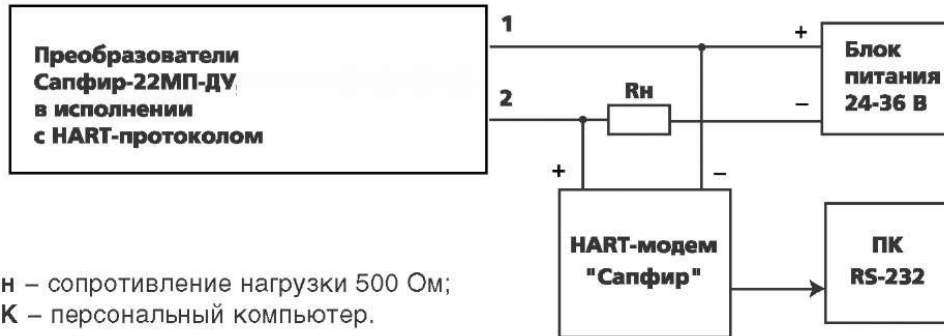 Преобразователи
Сапфир-22МП-ДУ
в исполнении
с HART-протоколом
1
2
Rн
+
–
Блок
питания
24-36 В
+
–
HART-модем
"Сапфир"
ПК
RS-232
н – сопротивление нагрузки 500 Ом;
К – персональный компьютер.